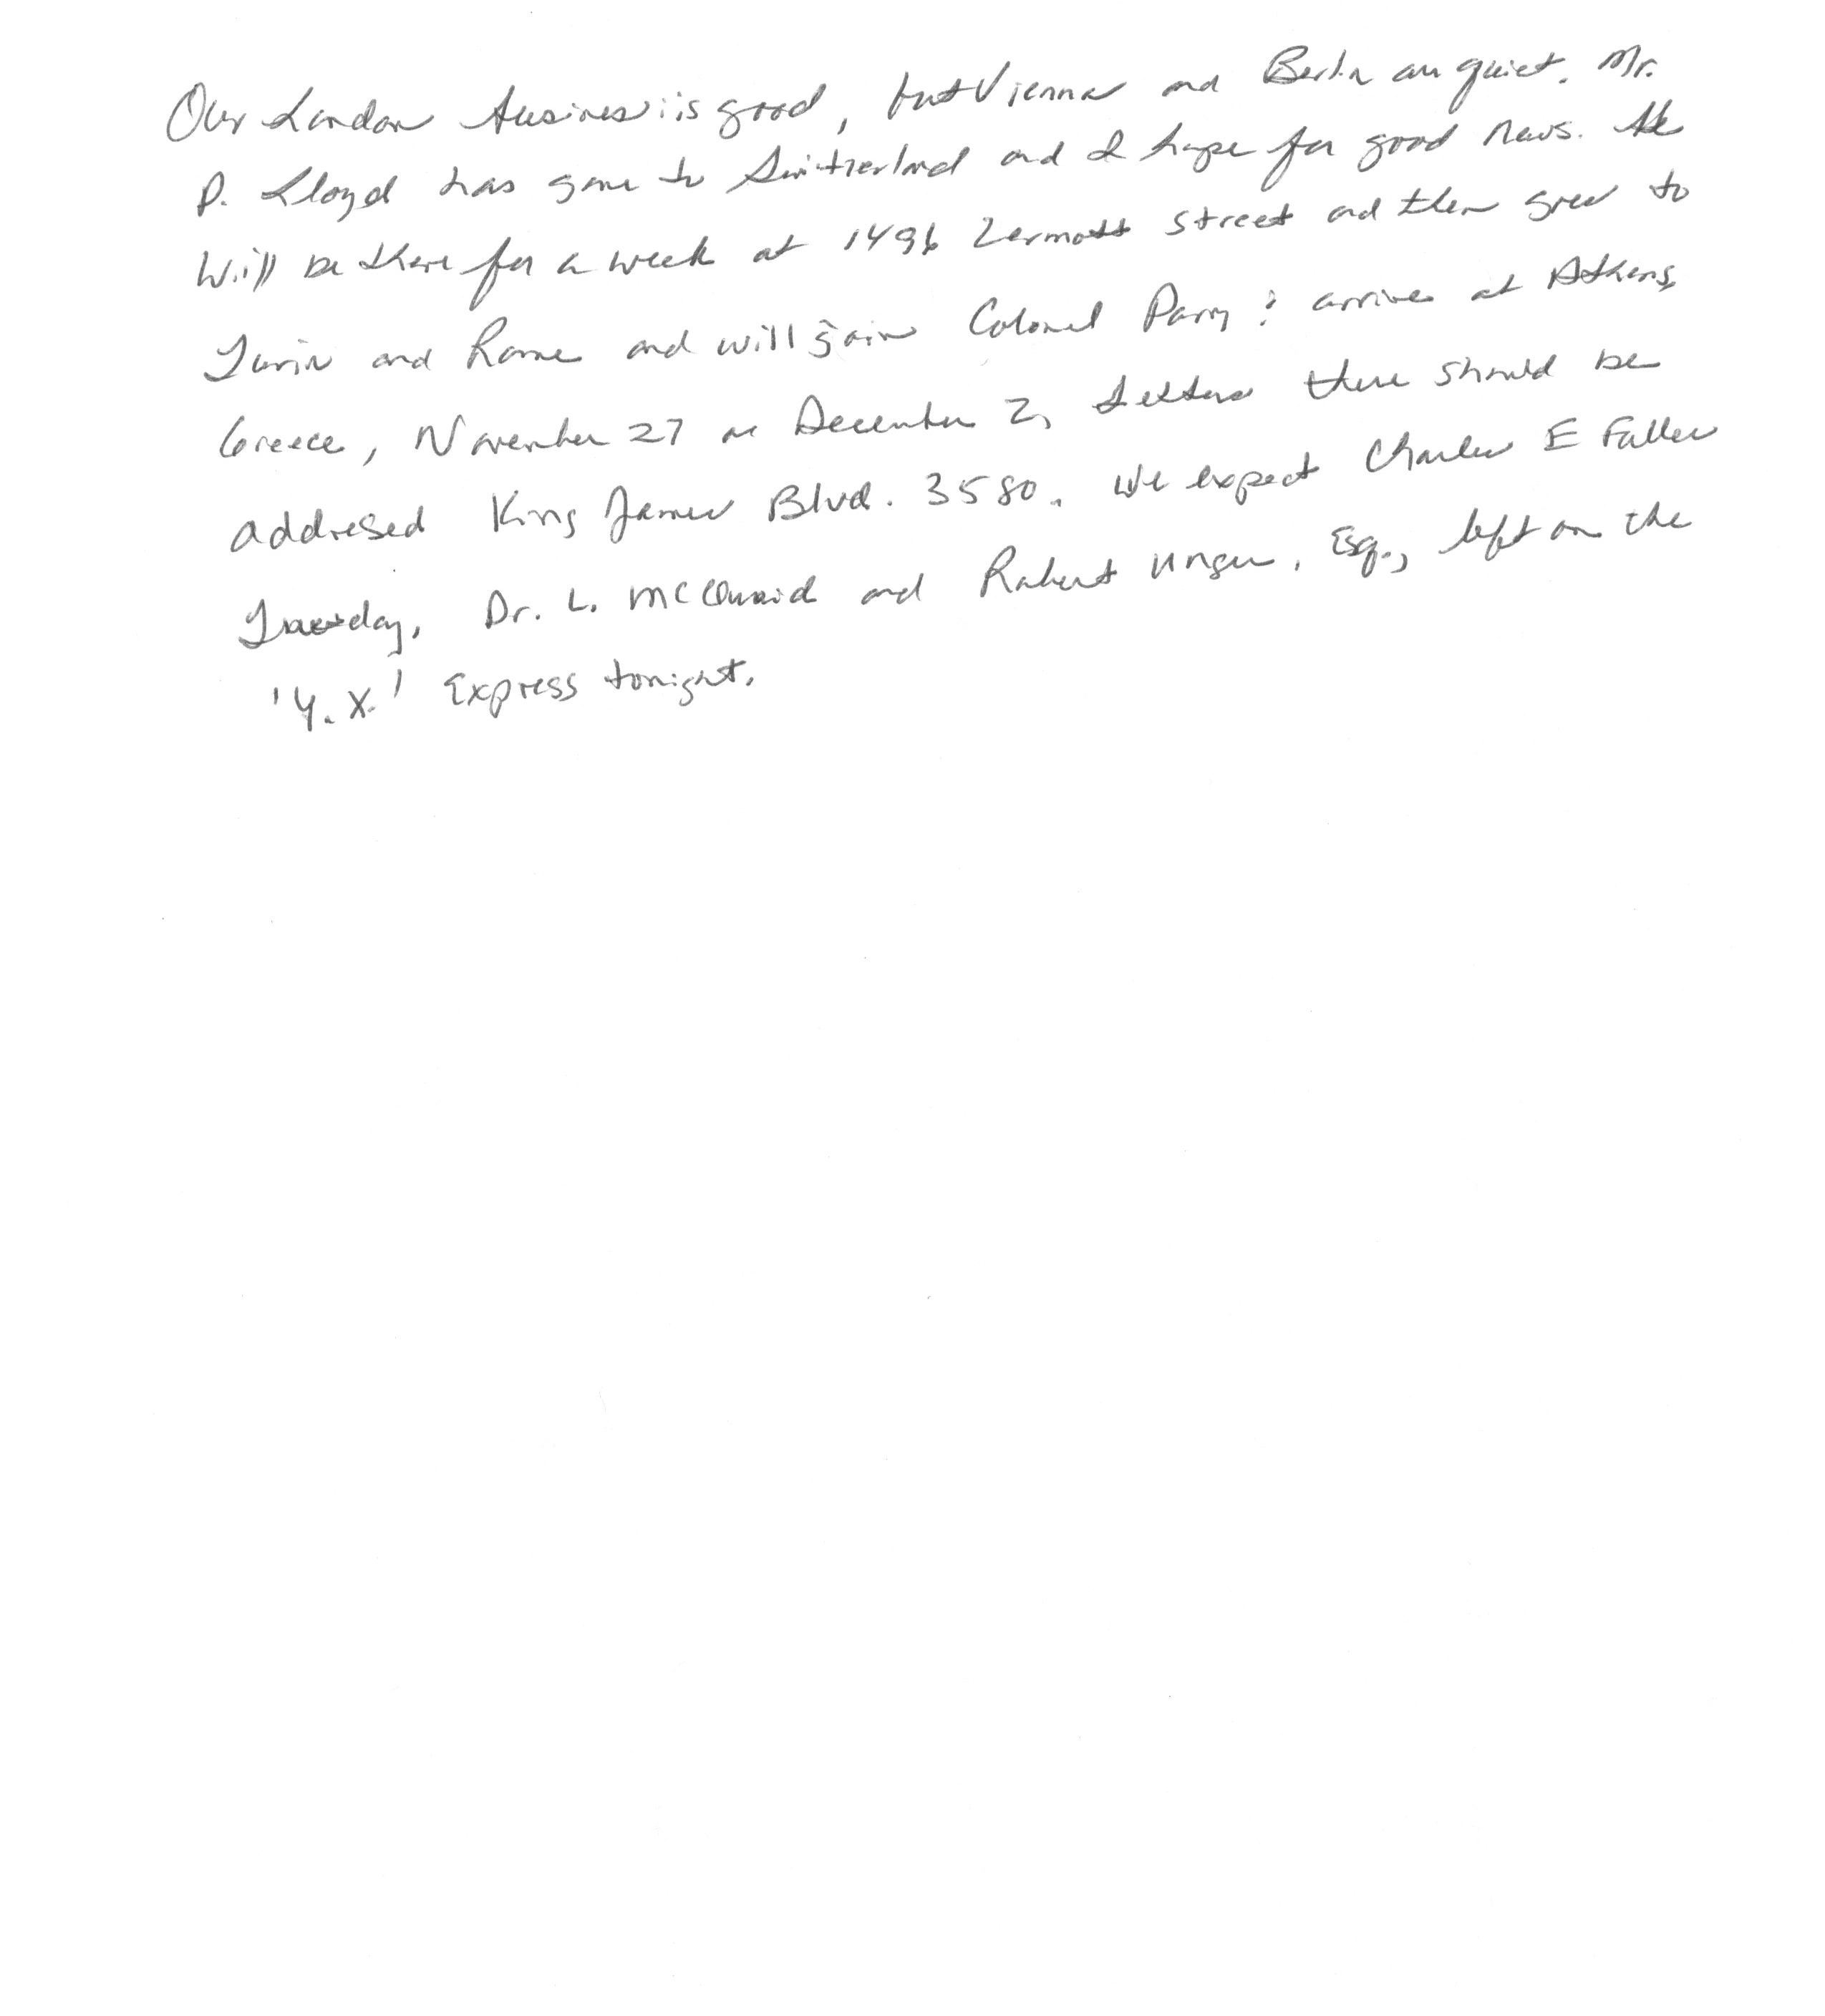 Our London business is good, but Vienna and Berlin are quiet. Mr.
D. Lloyd has gone to Switzerland and I hope for good news. He
will be there for a week at 1496 Zermott Street and then goes to
Turin and Rome and will join Colonel Parry & arrive at Athens,
Greece, November 27 or December 2, Letters there should be
addresed King James Blvd. 3580. We expect Charles E Fuller
Tuesday, Dr. L. McQuaid and Robert Unger, Esq., left on the
'Y. X.' Express tonight.